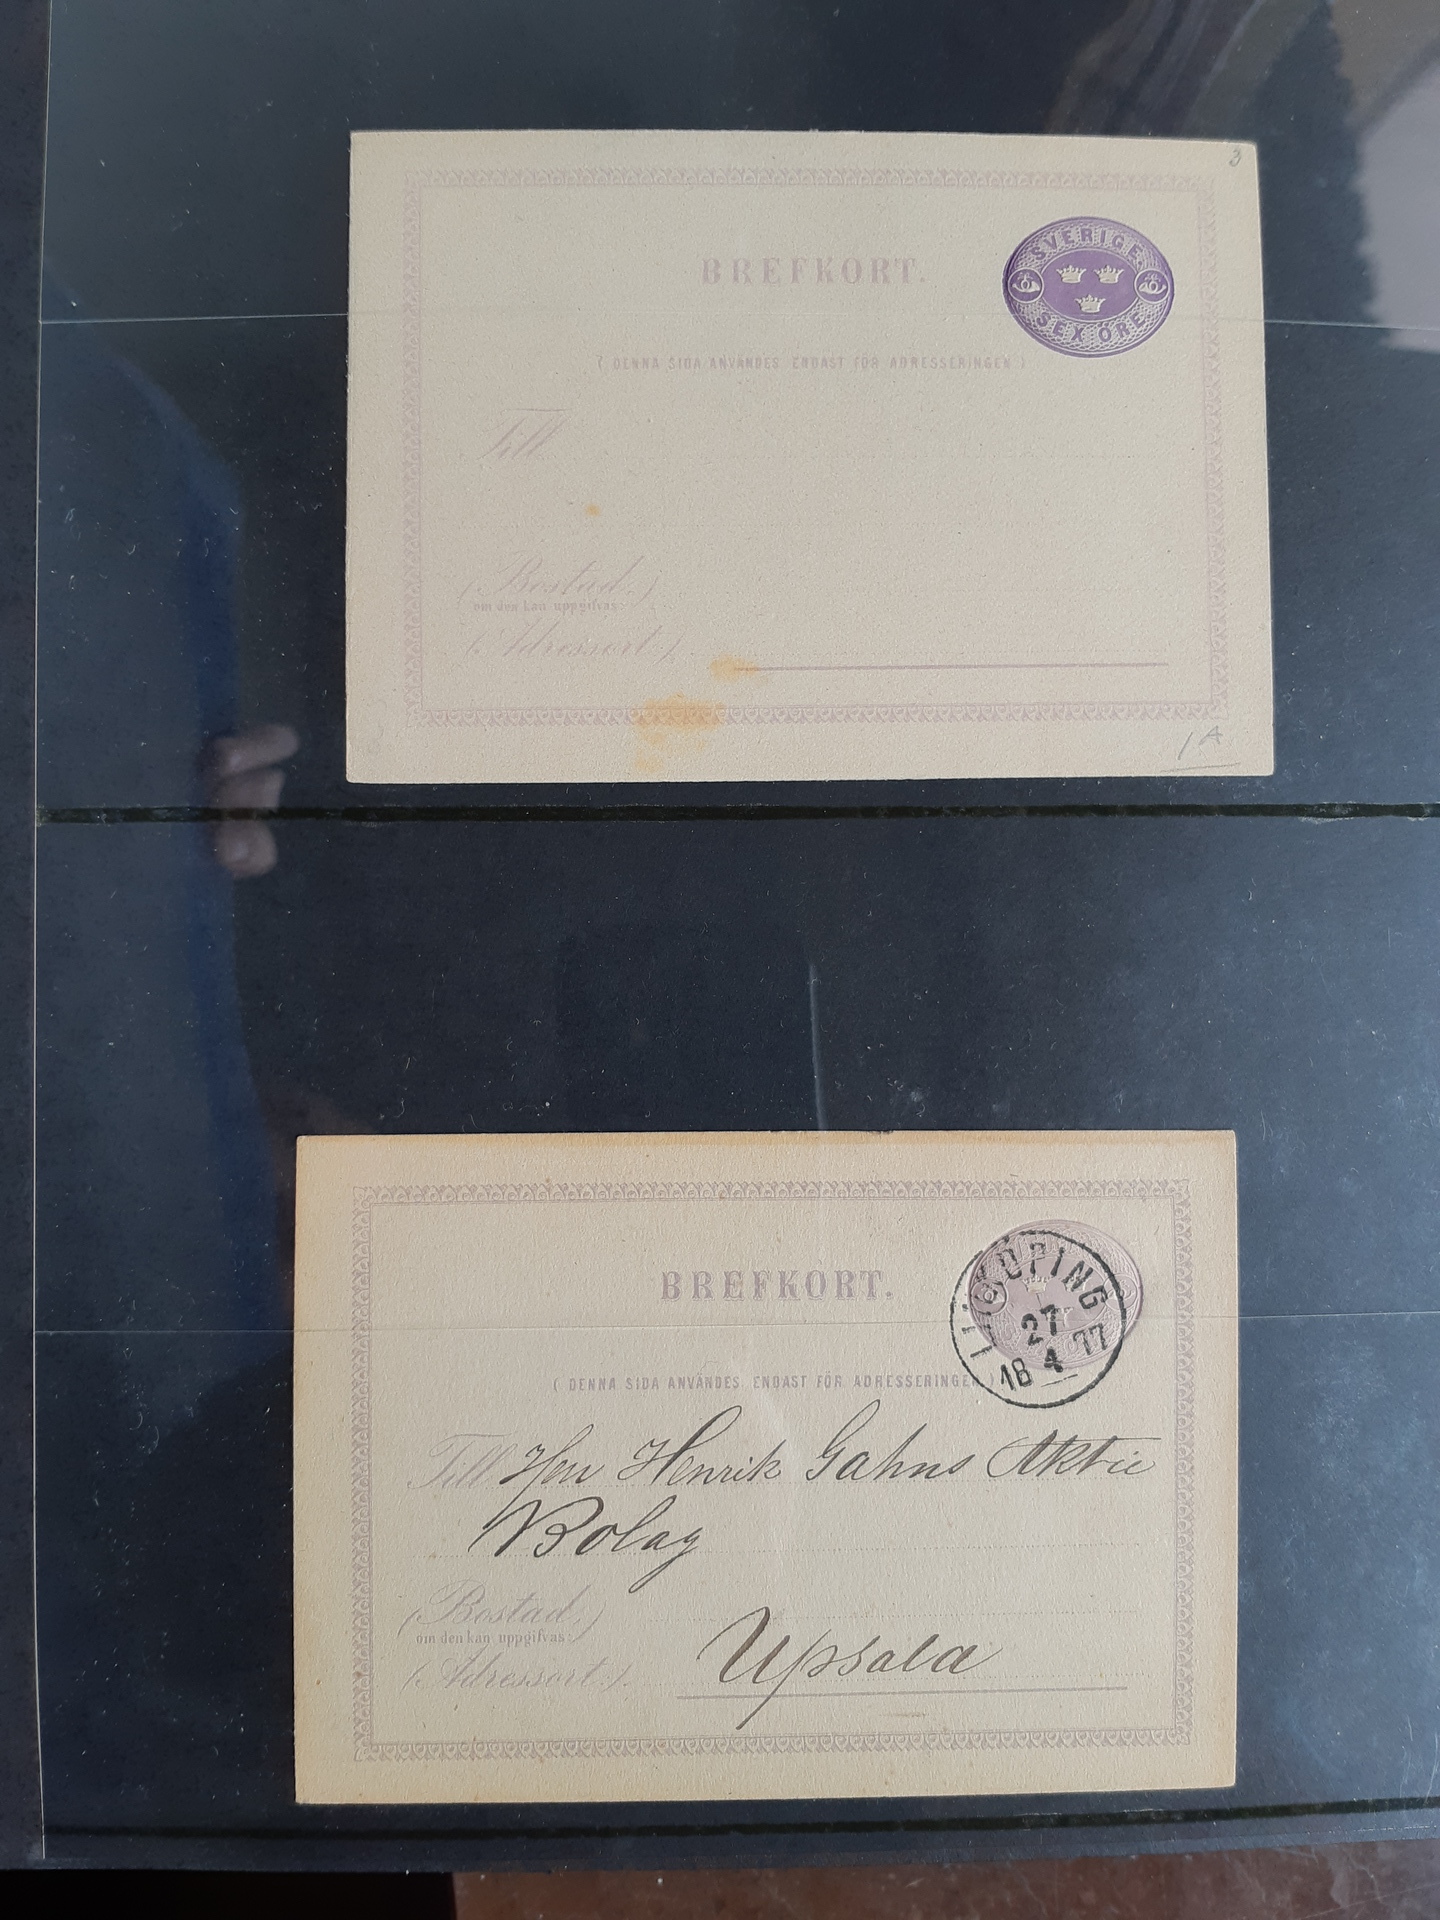 3
BREFKORT.
SVERIGE
SEX ÖRE
( DENNA SIDA ANVÄNDES ENDAST FÖR ADRESSERINGEN )
Till
(Bostad,)
om den kan uppgifvas:
(Adressort:)
1A
BREFKORT.
LINKÖPING
27
18 4 77
( DENNA SIDA ANVÄNDES ENDAST FÖR ADRESSERINGEN )
Till Herr Henrik Gahns Aktie
Bolag
(Bostad,)
om den kan uppgifvas:
(Adressort:) Upsala